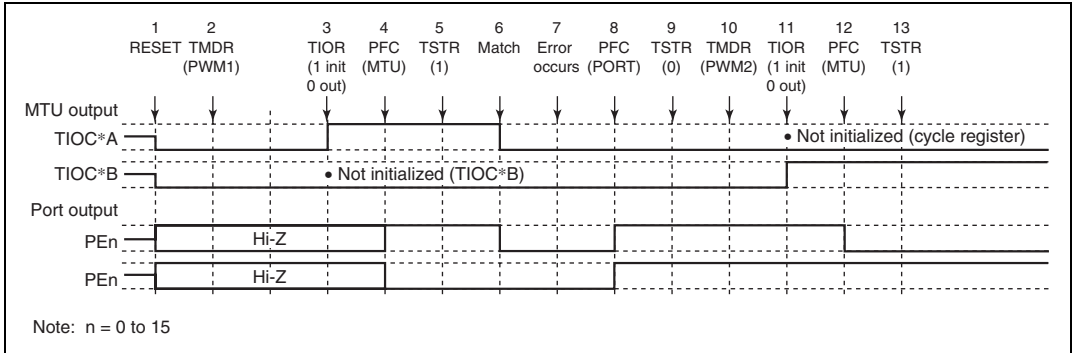 1 2 3 4 5 6 7 8 9 10 11 12 13
RESET TMDR TIOR PFC TSTR Match Error PFC TSTR TMDR TIOR PFC TSTR
(PWM1) (1 init (MTU) (1) occurs (PORT) (0) (PWM2) (1 init (MTU) (1)
0 out) 0 out)
MTU output
TIOC*A • Not initialized (cycle register)
TIOC*B • Not initialized (TIOC*B)
Port output
PEn Hi-Z
PEn Hi-Z
Note: n = 0 to 15